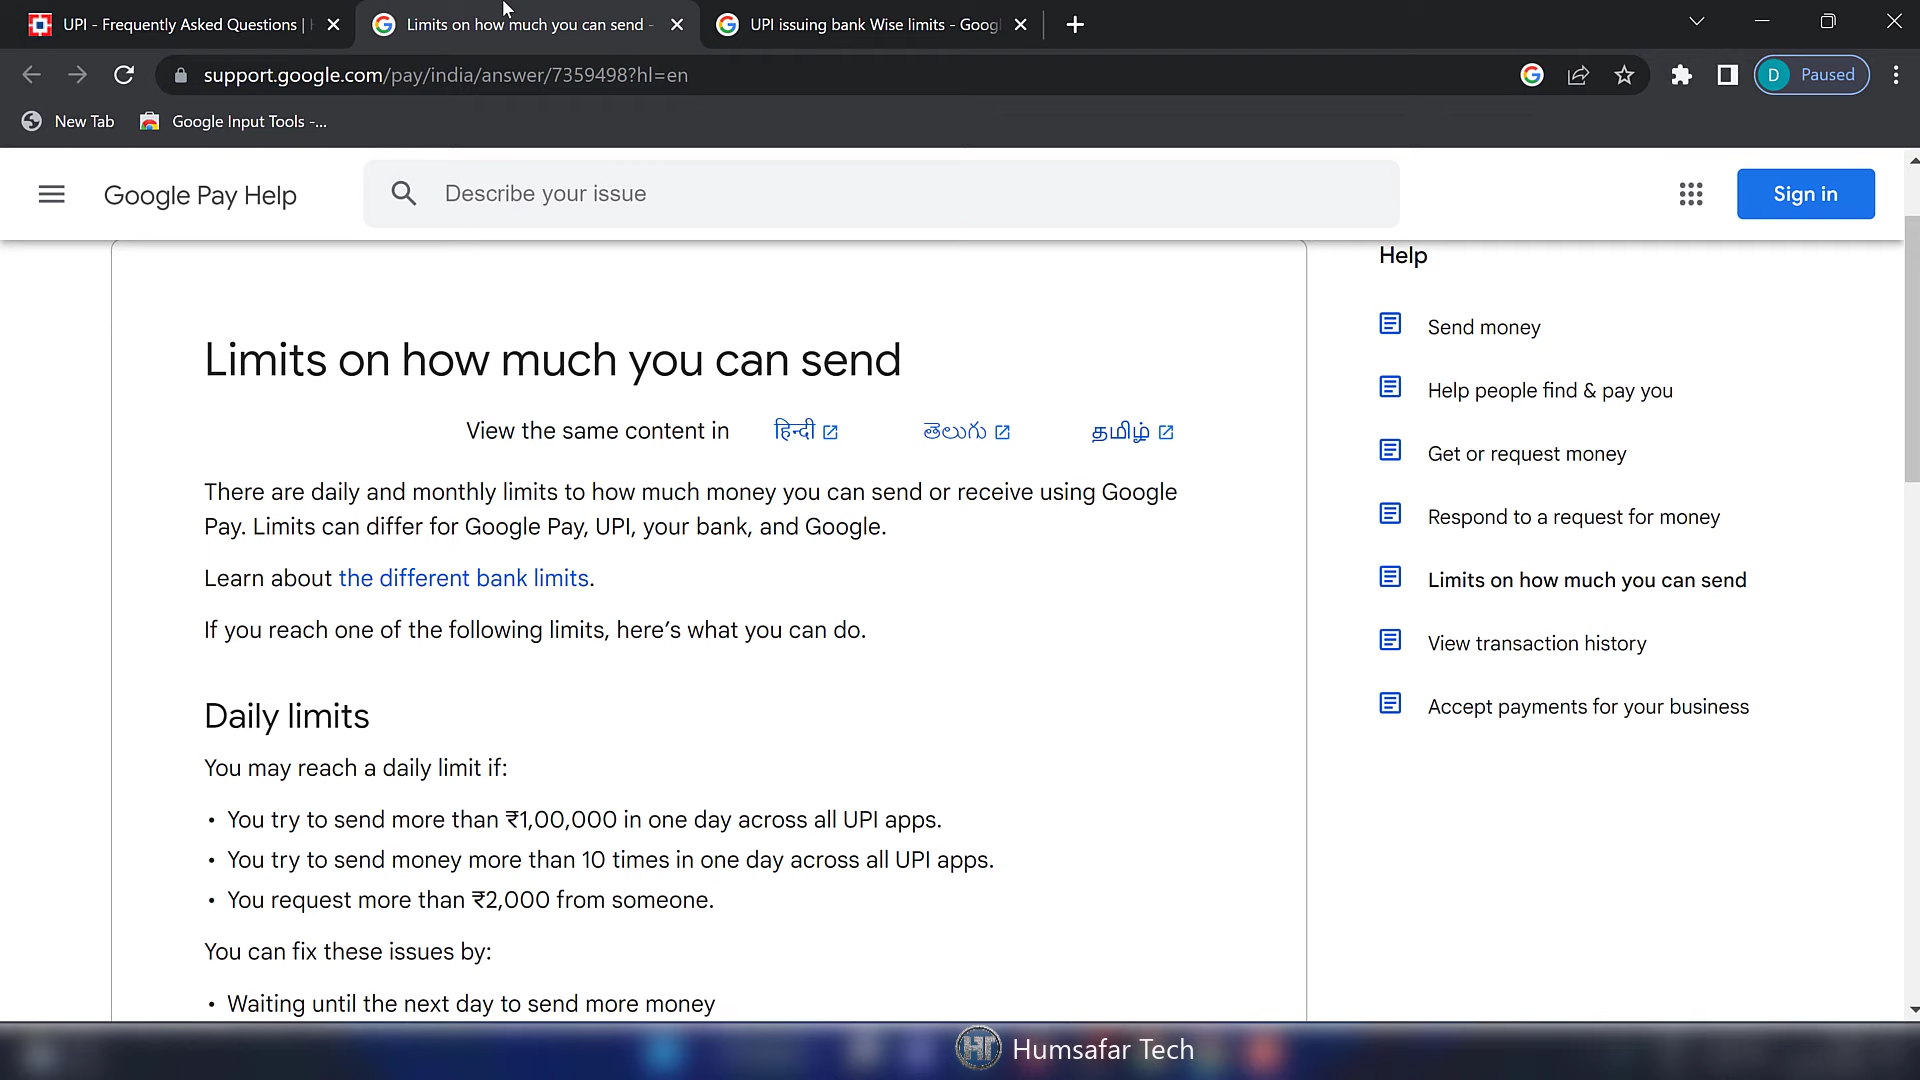 UPI - Frequently Asked Questions |
Limits on how much you can send -
UPI issuing bank Wise limits - Googl
support.google.com/pay/india/answer/7359498?hl=en
D Paused
New Tab
Google Input Tools -...
Google Pay Help
Describe your issue
Sign in
Limits on how much you can send
View the same content in हिन्दी తెలుగు தமிழ்
There are daily and monthly limits to how much money you can send or receive using Google
Pay. Limits can differ for Google Pay, UPI, your bank, and Google.
Learn about the different bank limits.
If you reach one of the following limits, here's what you can do.
Daily limits
You may reach a daily limit if:
• You try to send more than ₹1,00,000 in one day across all UPI apps.
• You try to send money more than 10 times in one day across all UPI apps.
• You request more than ₹2,000 from someone.
You can fix these issues by:
• Waiting until the next day to send more money
Help
Send money
Help people find & pay you
Get or request money
Respond to a request for money
Limits on how much you can send
View transaction history
Accept payments for your business
HT Humsafar Tech